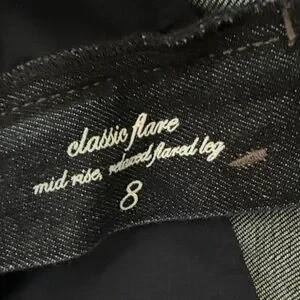 classic flare
mid rise, relaxed flared leg
8